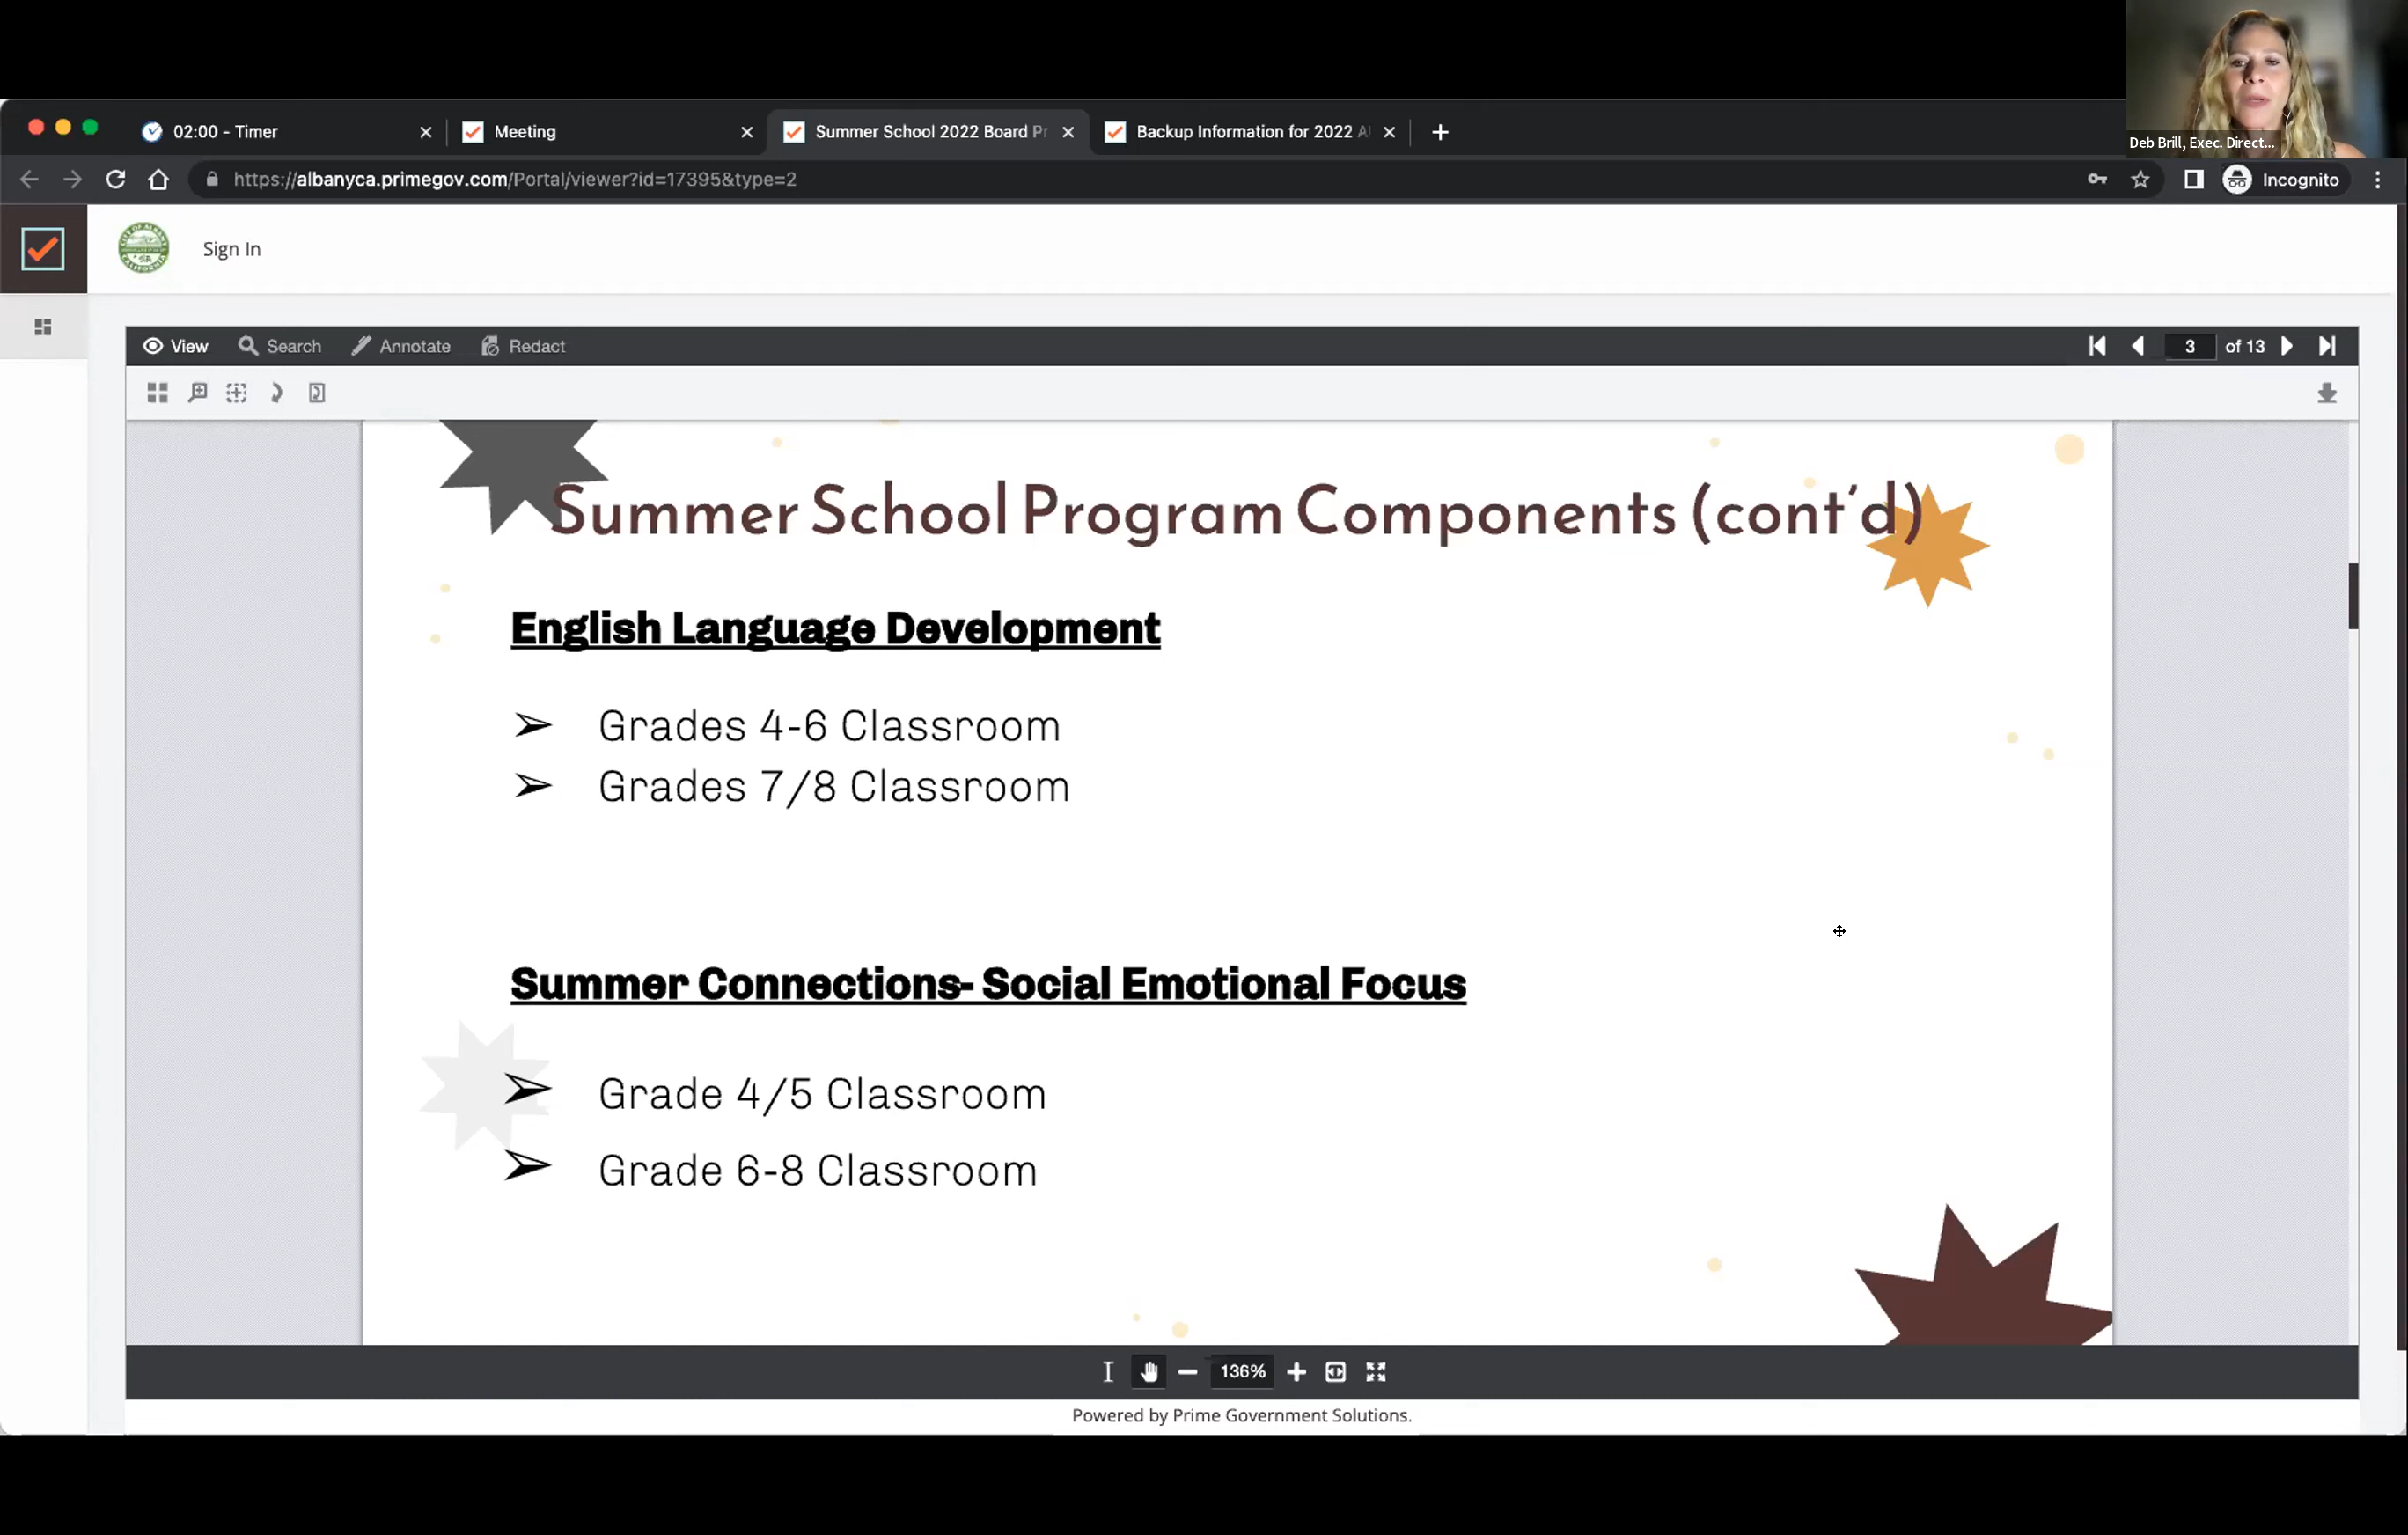 Deb Brill, Exec. Direct...
02:00 - Timer
Meeting
Summer School 2022 Board Pr
Backup Information for 2022 A
https://albanyca.primegov.com/Portal/viewer?id=17395&type=2
Incognito
Sign In
View
Search
Annotate
Redact
3 of 13
Summer School Program Components (cont'd)
English Language Development
➢ Grades 4-6 Classroom
➢ Grades 7/8 Classroom
Summer Connections- Social Emotional Focus
➢ Grade 4/5 Classroom
➢ Grade 6-8 Classroom
136%
Powered by Prime Government Solutions.